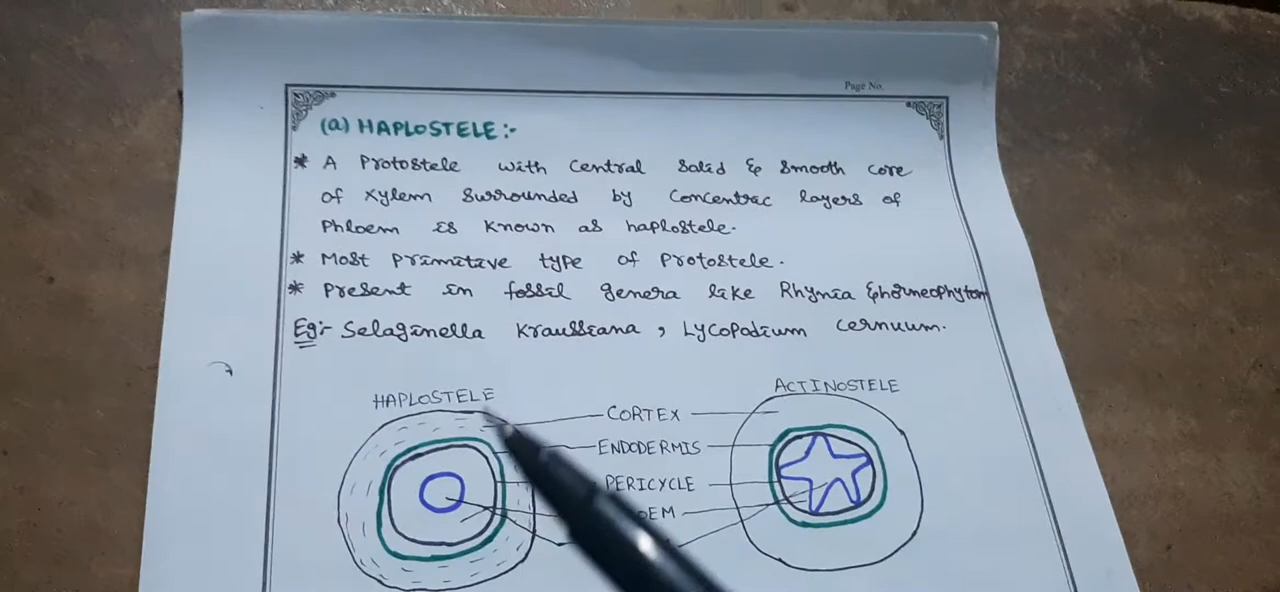 Page No.
(a) HAPLOSTELE:-
* A Protostele with Central Solid & Smooth core
of xylem Surrounded by Concentric layers of
Phloem is Known as haplostele.
* Most Primitive type of Protostele.
* Present in fossil genera like Rhynia & horneophyton
Eg:- Selaginella Kraussiana, Lycopodium cernuum.
HAPLOSTELE
ACTINOSTELE
CORTEX
ENDODERMIS
PERICYCLE